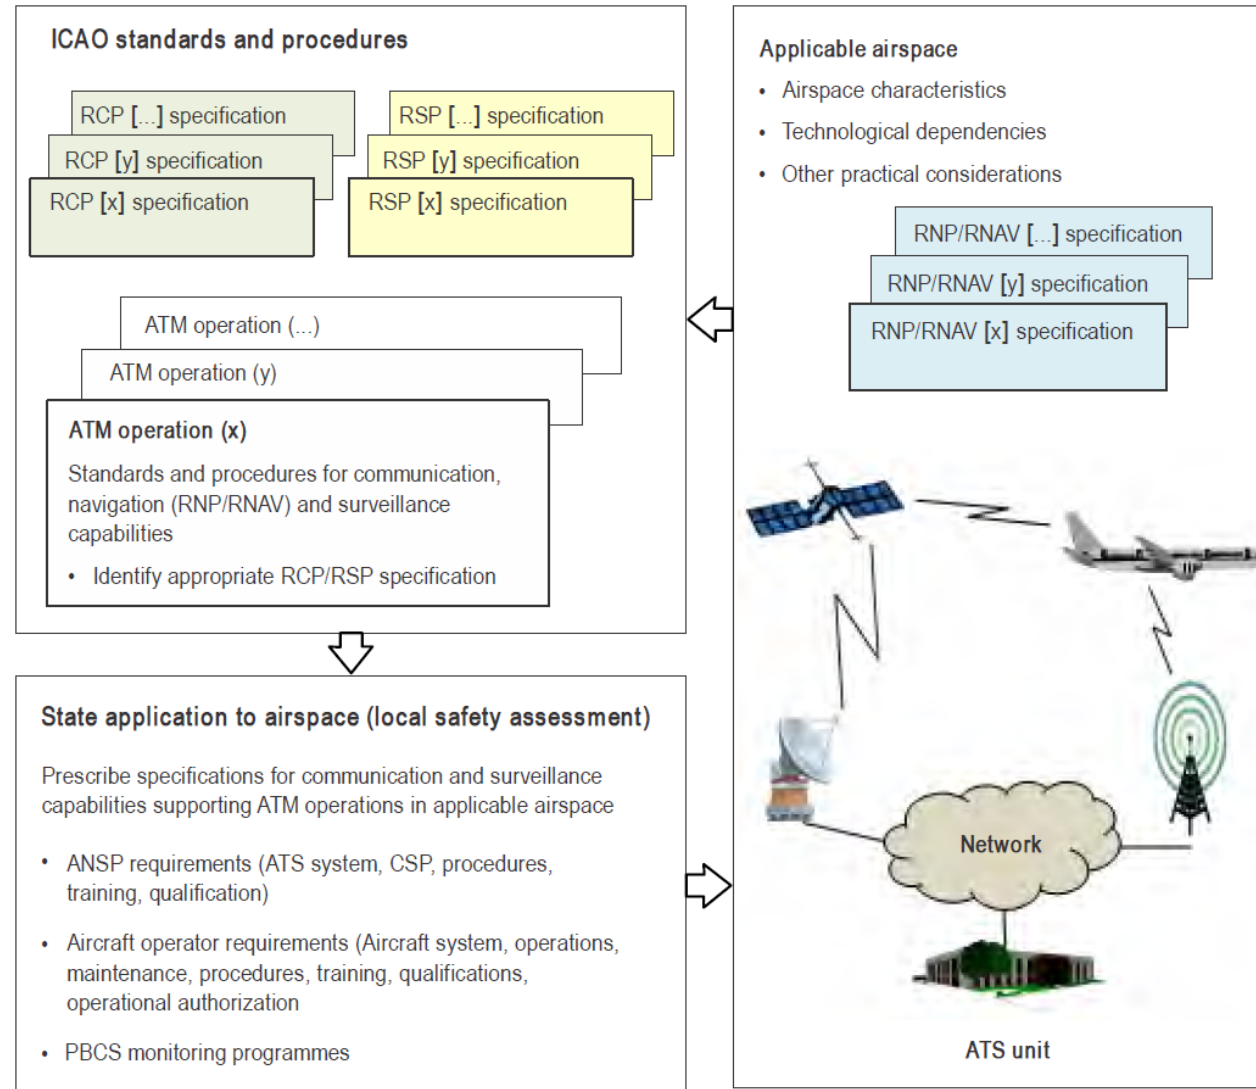 ICAO standards and procedures
RCP [...] specification
RCP [y] specification
RCP [x] specification
RSP [...] specification
RSP [y] specification
RSP [x] specification
ATM operation (...)
ATM operation (y)
ATM operation (x)
Standards and procedures for communication,
navigation (RNP/RNAV) and surveillance
capabilities
• Identify appropriate RCP/RSP specification
State application to airspace (local safety assessment)
Prescribe specifications for communication and surveillance
capabilities supporting ATM operations in applicable airspace
• ANSP requirements (ATS system, CSP, procedures,
training, qualification)
• Aircraft operator requirements (Aircraft system, operations,
maintenance, procedures, training, qualifications,
operational authorization
• PBCS monitoring programmes
Applicable airspace
• Airspace characteristics
• Technological dependencies
• Other practical considerations
RNP/RNAV [...] specification
RNP/RNAV [y] specification
RNP/RNAV [x] specification
Network
ATS unit